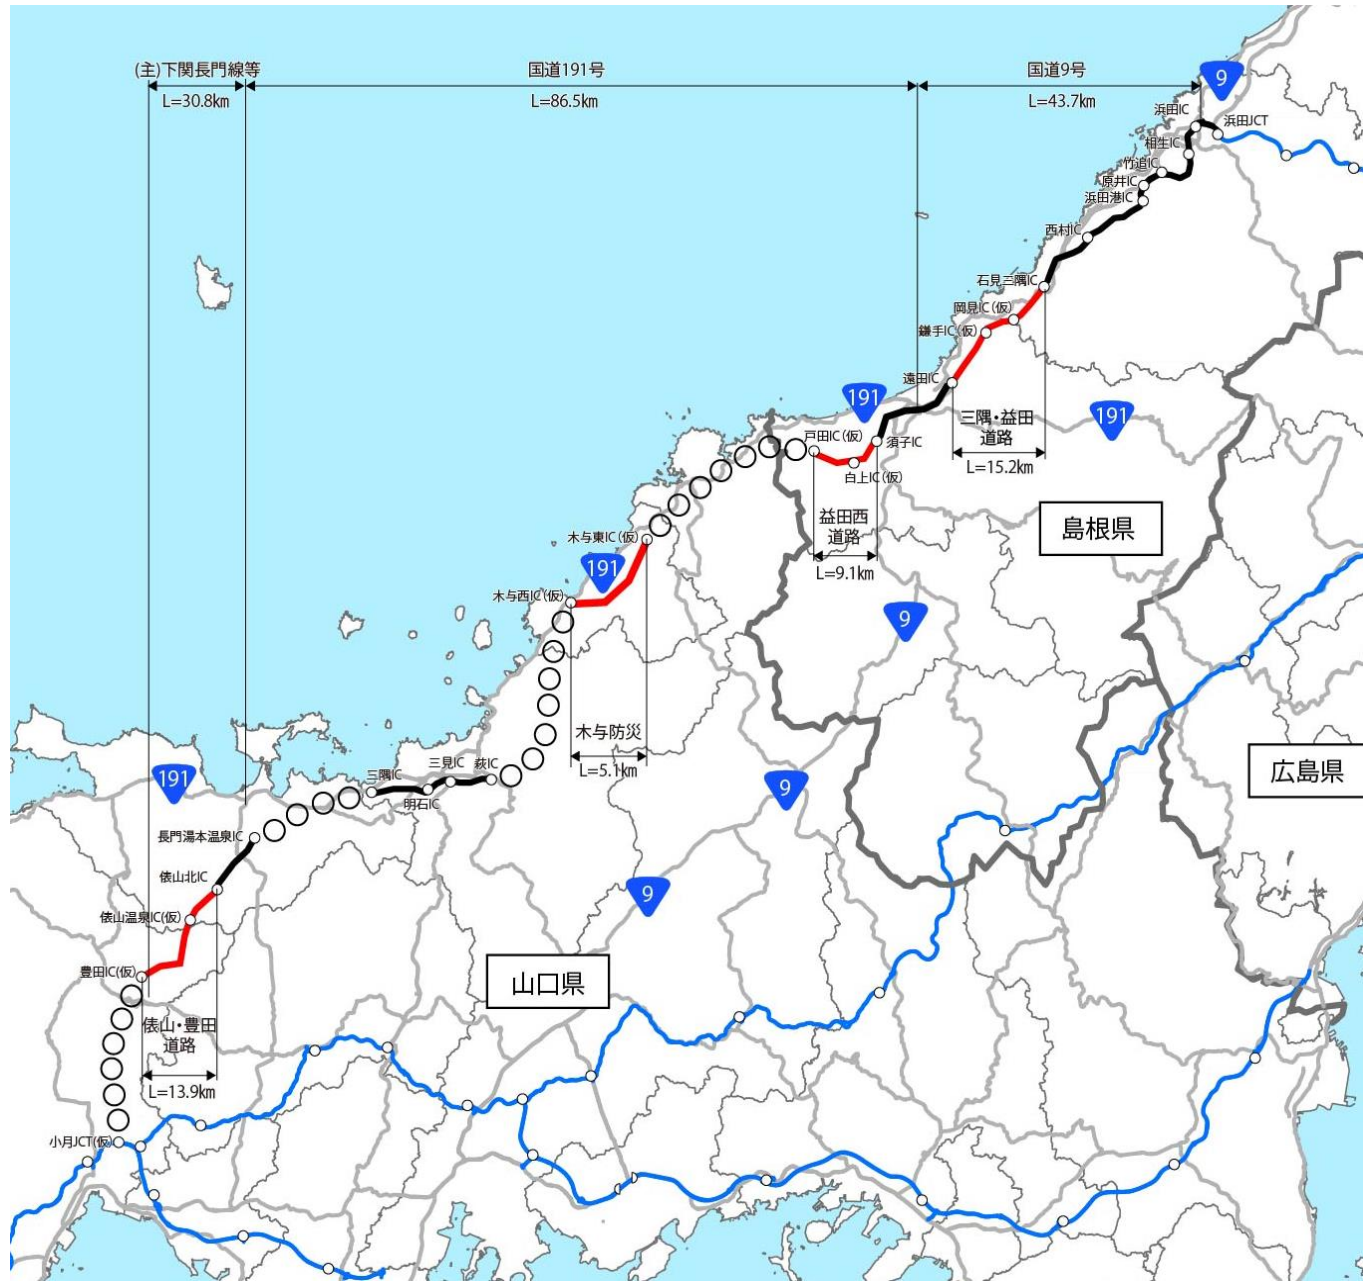 (主)下関長門線等
L=30.8km
国道191号
L=86.5km
国道9号
L=43.7km
9
浜田IC
浜田JCT
相生IC
竹迫IC
原井IC
浜田港IC
西村IC
石見三隅IC
岡見IC(仮)
鎌手IC(仮)
遠田IC
191
三隅・益田
道路
L=15.2km
191
戸田IC(仮)
須子IC
白上IC(仮)
益田西
道路
L=9.1km
島根県
木与東IC(仮)
191
木与西IC(仮)
9
木与防災
L=5.1km
広島県
191
三隅IC
三見IC
萩IC
明石IC
9
長門湯本温泉IC
俵山北IC
9
俵山温泉IC(仮)
豊田IC(仮)
山口県
俵山・豊田
道路
L=13.9km
小月JCT(仮)